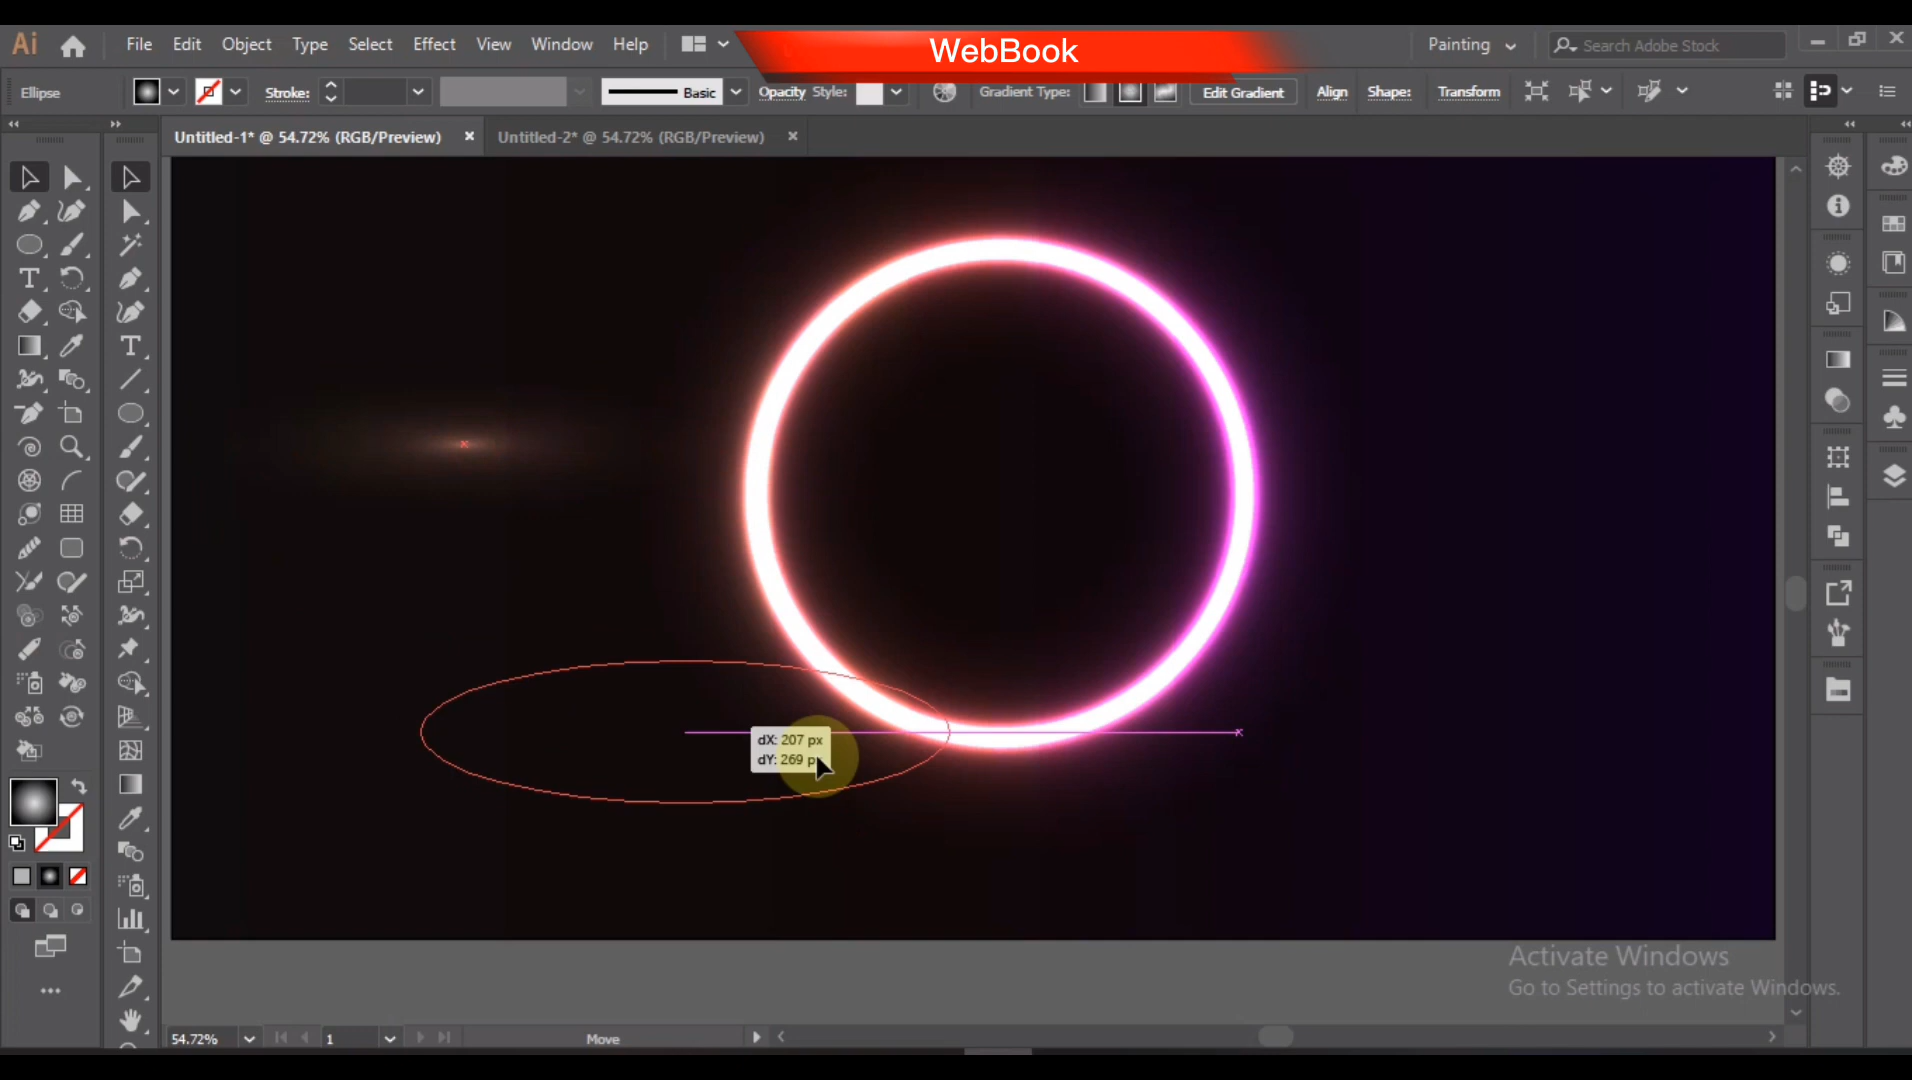 WebBook
Ai File Edit Object Type Select Effect View Window Help Painting Search Adobe Stock
Ellipse Stroke: Basic Opacity Style: Gradient Type: Edit Gradient Align Shape: Transform
Untitled-1* @ 54.72% (RGB/Preview) × Untitled-2* @ 54.72% (RGB/Preview) ×
dX: 207 px
dY: 269
Activate Windows
Go to Settings to activate Windows.
54.72% 1 Move